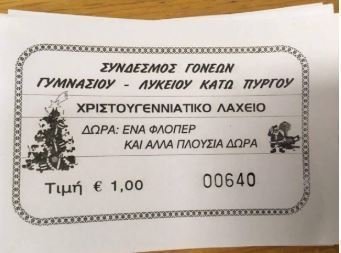 ΣΥΝΔΕΣΜΟΣ ΓΟΝΕΩΝ
ΓΥΜΝΑΣΙΟΥ - ΛΥΚΕΙΟΥ ΚΑΤΩ ΠΥΡΓΟΥ
ΧΡΙΣΤΟΥΓΕΝΝΙΑΤΙΚΟ ΛΑΧΕΙΟ
ΔΩΡΑ: ΕΝΑ ΦΛΟΠΕΡ
ΚΑΙ ΑΛΛΑ ΠΛΟΥΣΙΑ ΔΩΡΑ
Τιμή € 1,00 00640